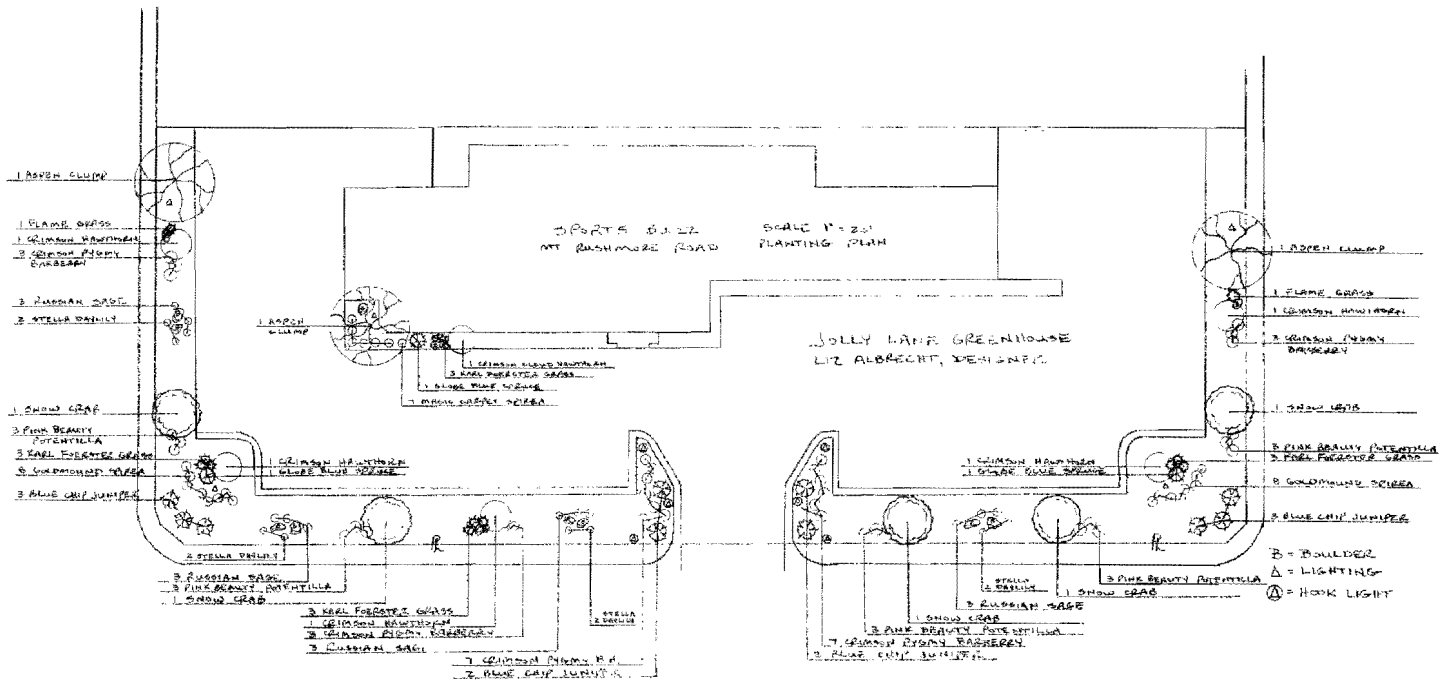 SPORTS
MT RUSHMORE ROAD
SCALE
PLANTING PLAN
JOLLY LANE GREENHOUSE
LIZ ALBRECHT, DESIGNER
1 ASPEN CLUMP
1 FLAME GRASS
1 CRIMSON HAWTHORN
3 CRIMSON PYGMY
BARBERRY
3 RUSSIAN SAGE
2 STELLA DAYLILY
1 SNOW CRAB
3 PINK BEAUTY
POTENTILLA
3 KARL FOERSTER GRASS
8 GOLDMOUND SPIREA
3 BLUE CHIP JUNIPER
1 CRIMSON HAWTHORN
1 GLOBE BLUE SPRUCE
1 ASPEN
CLUMP
1 CRIMSON CLOUD HAWTHORN
3 KARL FOERSTER GRASS
1 GLOBE BLUE SPRUCE
7 MAGIC CARPET SPIREA
2 STELLA DAYLILY
3 RUSSIAN SAGE
3 PINK BEAUTY POTENTILLA
1 SNOW CRAB
3 KARL FOERSTER GRASS
1 CRIMSON HAWTHORN
3 CRIMSON PYGMY BARBERRY
3 RUSSIAN SAGE
STELLA
2 DAYLILY
7 CRIMSON PYGMY
2 BLUE CHIP JUNIPER
1 ASPEN CLUMP
1 FLAME GRASS
1 CRIMSON HAWTHORN
3 CRIMSON PYGMY
BARBERRY
1 SNOW CRAB
3 PINK BEAUTY POTENTILLA
3 KARL FOERSTER GRASS
8 GOLDMOUND SPIREA
3 BLUE CHIP JUNIPER
1 CRIMSON HAWTHORN
1 GLOBE BLUE SPRUCE
3 PINK BEAUTY POTENTILLA
1 SNOW CRAB
STELLA
2 DAYLILY
3 RUSSIAN SAGE
1 SNOW CRAB
3 PINK BEAUTY POTENTILLA
7 CRIMSON PYGMY BARBERRY
2 BLUE CHIP JUNIPER
B = BOULDER
△ = LIGHTING
= HOOK LIGHT